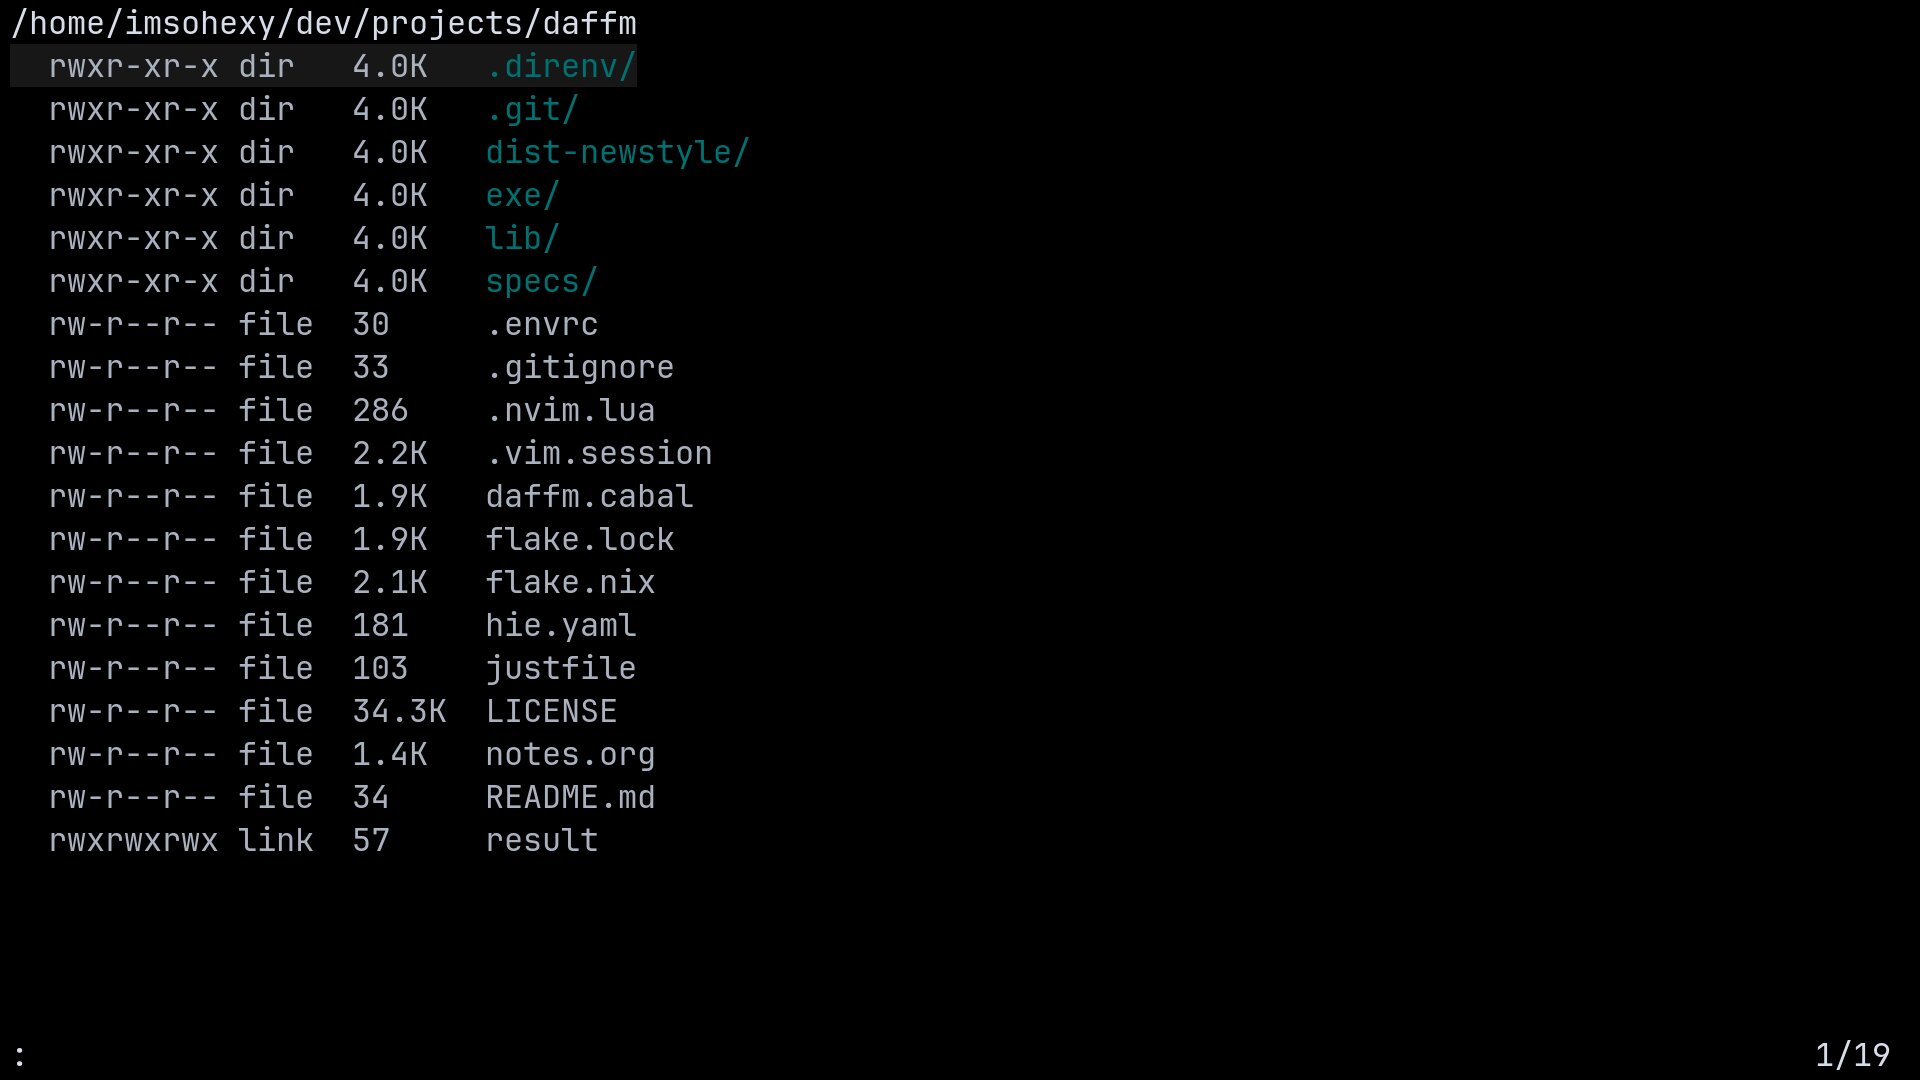 /home/imsohexy/dev/projects/daffm
rwxr-xr-x dir 4.0K .direnv/
rwxr-xr-x dir 4.0K .git/
rwxr-xr-x dir 4.0K dist-newstyle/
rwxr-xr-x dir 4.0K exe/
rwxr-xr-x dir 4.0K lib/
rwxr-xr-x dir 4.0K specs/
rw-r--r-- file 30 .envrc
rw-r--r-- file 33 .gitignore
rw-r--r-- file 286 .nvim.lua
rw-r--r-- file 2.2K .vim.session
rw-r--r-- file 1.9K daffm.cabal
rw-r--r-- file 1.9K flake.lock
rw-r--r-- file 2.1K flake.nix
rw-r--r-- file 181 hie.yaml
rw-r--r-- file 103 justfile
rw-r--r-- file 34.3K LICENSE
rw-r--r-- file 1.4K notes.org
rw-r--r-- file 34 README.md
rwxrwxrwx link 57 result
: 1/19